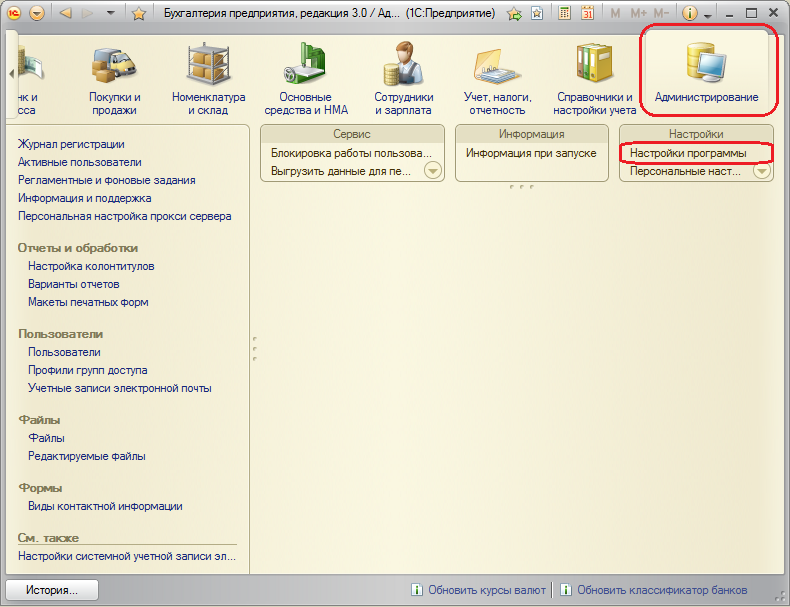 Бухгалтерия предприятия, редакция 3.0 / Ад... (1С:Предприятие)
31 M M+ M-
нк и
сса
Покупки и
продажи
Номенклатура
и склад
Основные
средства и НМА
Сотрудники
и зарплата
Учет, налоги,
отчетность
Справочники и
настройки учета
Администрирование
Журнал регистрации
Активные пользователи
Регламентные и фоновые задания
Информация и поддержка
Персональная настройка прокси сервера
Отчеты и обработки
Настройка колонтитулов
Варианты отчетов
Макеты печатных форм
Пользователи
Пользователи
Профили групп доступа
Учетные записи электронной почты
Файлы
Файлы
Редактируемые файлы
Формы
Виды контактной информации
См. также
Настройки системной учетной записи эл...
Сервис
Блокировка работы пользова...
Выгрузить данные для пе...
Информация
Информация при запуске
Настройки
Настройки программы
Персональные наст...
История...
Обновить курсы валют
Обновить классификатор банков